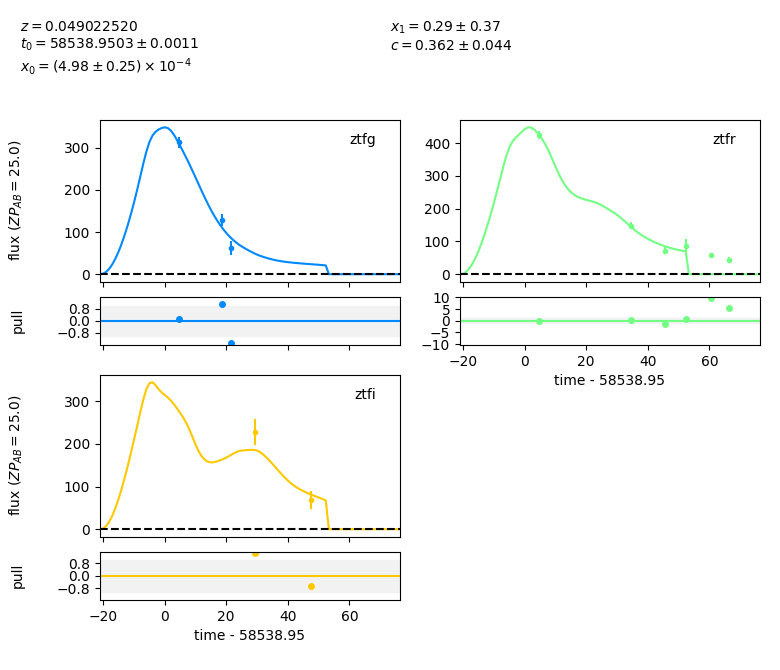 z = 0.049022520
t₀ = 58538.9503 ± 0.0011
x₀ = (4.98 ± 0.25) × 10⁻⁴
x₁ = 0.29 ± 0.37
c = 0.362 ± 0.044
flux (ZP_AB = 25.0)
300
200
100
0
ztfg
400
300
200
100
0
ztfr
pull
0.8
0.0
−0.8
10
5
0
−5
−10
−20 0 20 40 60
time - 58538.95
flux (ZP_AB = 25.0)
300
200
100
0
ztfi
pull
0.8
0.0
−0.8
−20 0 20 40 60
time - 58538.95